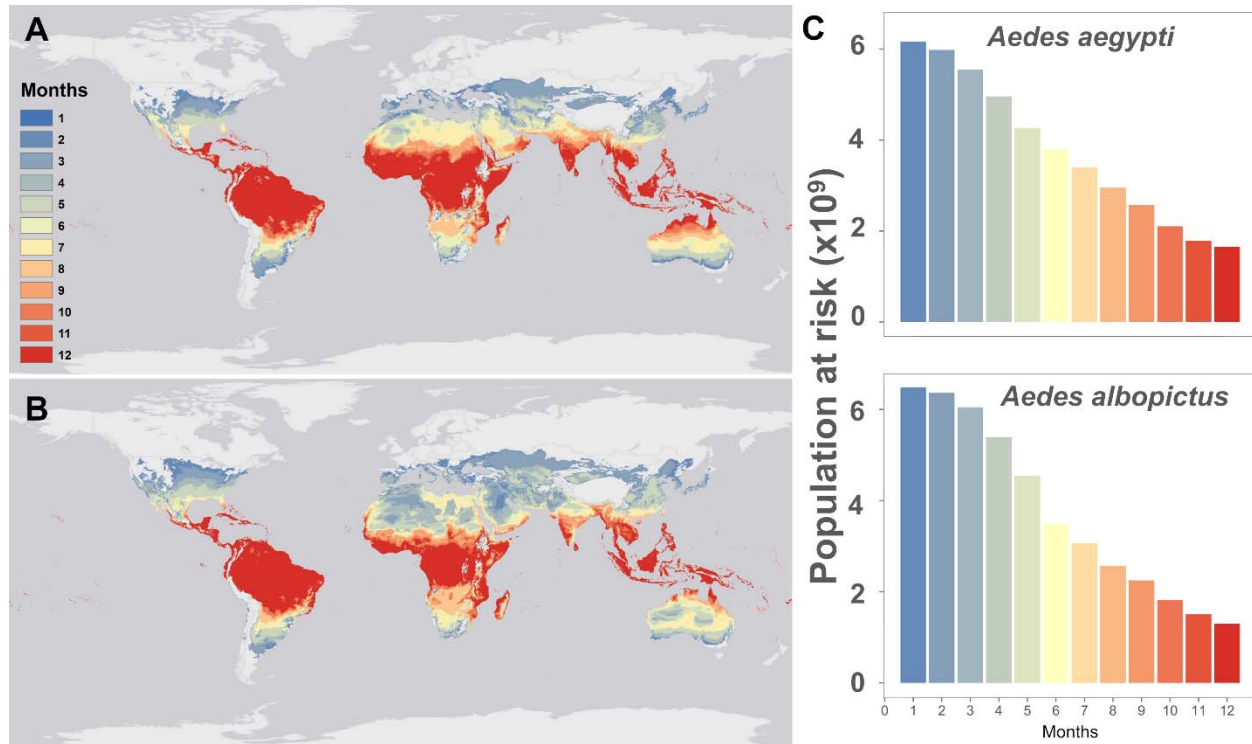 A
Months
1
2
3
4
5
6
7
8
9
10
11
12
B
C
Population at risk (x10⁹)
Aedes aegypti
6
4
2
0
Aedes albopictus
6
4
2
0
0 1 2 3 4 5 6 7 8 9 10 11 12
Months